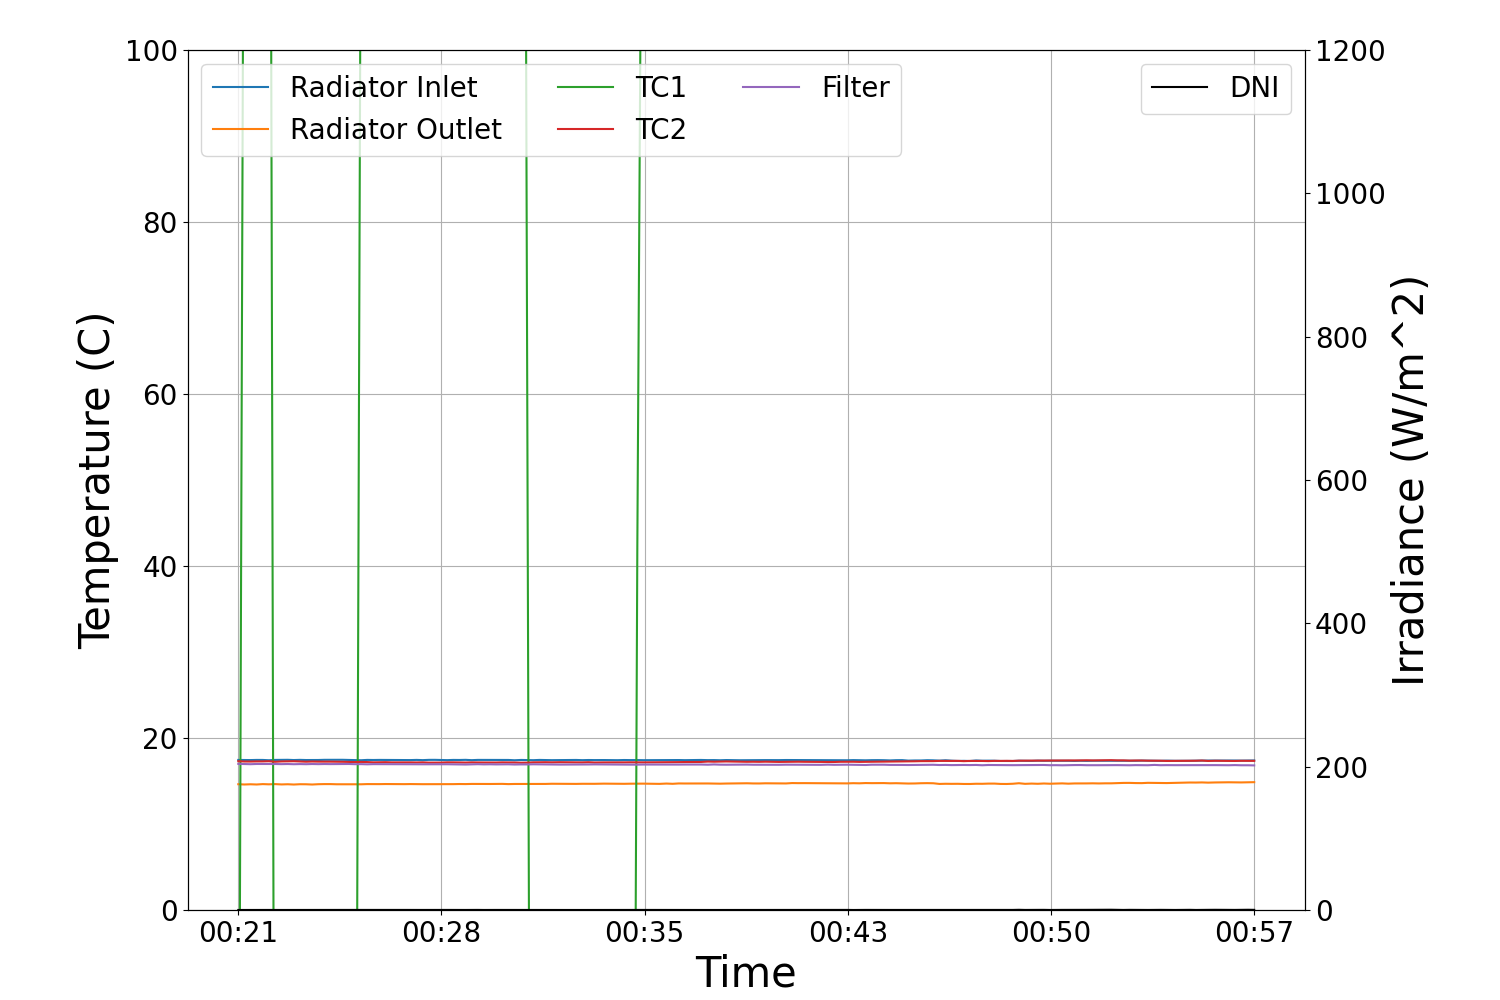 100
80
60
40
20
0
Temperature (C)
Radiator Inlet
Radiator Outlet
TC1
TC2
Filter
DNI
1200
1000
800
600
400
200
0
Irradiance (W/m^2)
00:21 00:28 00:35 00:43 00:50 00:57
Time